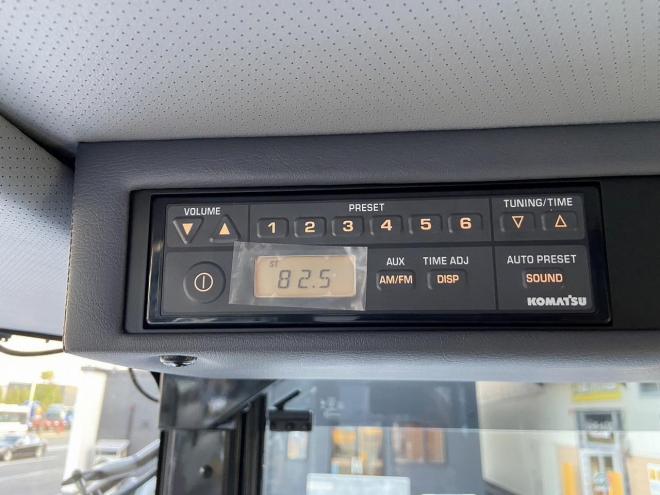 VOLUME
PRESET
TUNING/TIME
1 2 3 4 5 6
ST
82.5
AUX
AM/FM
TIME ADJ
DISP
AUTO PRESET
SOUND
KOMATSU